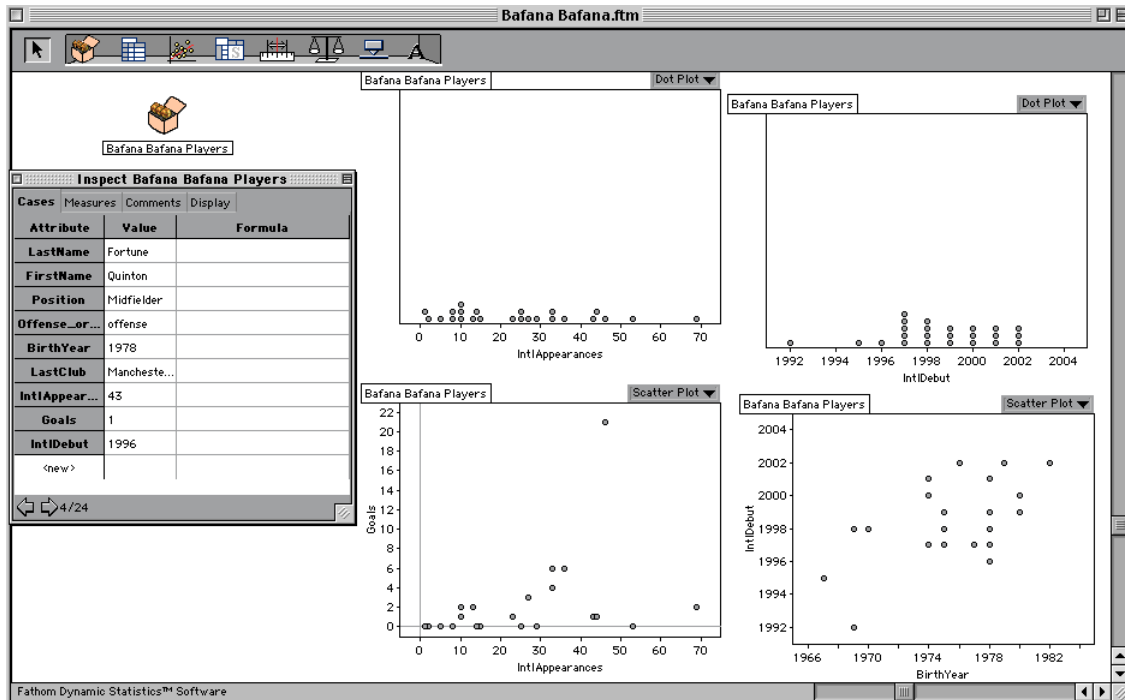 Bafana Bafana.ftm
S
A
Bafana Bafana Players
Inspect Bafana Bafana Players
Cases Measures Comments Display
Attribute Value Formula
LastName Fortune
FirstName Quinton
Position Midfielder
Offense_or... offense
BirthYear 1978
LastClub Mancheste...
IntlAppear... 43
Goals 1
IntlDebut 1996
<new>
4/24
Bafana Bafana Players Dot Plot
0 10 20 30 40 50 60 70
IntlAppearances
Bafana Bafana Players Dot Plot
1992 1994 1996 1998 2000 2002 2004
IntlDebut
Bafana Bafana Players Scatter Plot
22
20
18
16
14
12
10
8
6
4
2
0
Goals
0 10 20 30 40 50 60 70
IntlAppearances
Bafana Bafana Players Scatter Plot
2004
2002
2000
1998
1996
1994
1992
IntlDebut
1966 1970 1974 1978 1982
BirthYear
Fathom Dynamic Statistics™ Software